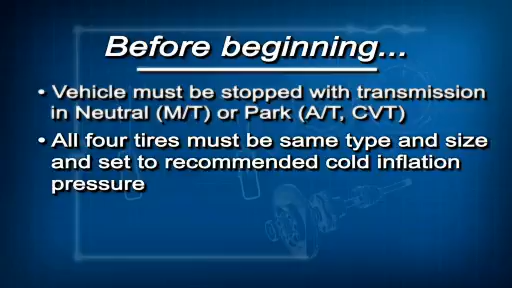 Before beginning...
• Vehicle must be stopped with transmission
in Neutral (M/T) or Park (A/T, CVT)
• All four tires must be same type and size
and set to recommended cold inflation
pressure